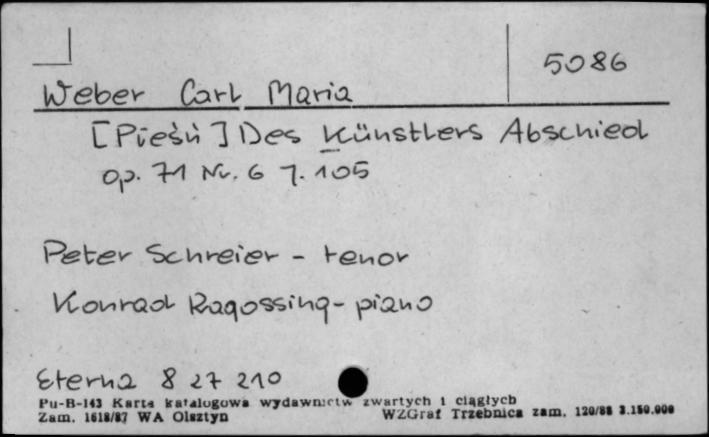 5086
Weber Carl Maria
[Pieśń] Des Künstlers Abschied
op. 71 Nr. 6 J. 105
Peter Schreier - tenor
Konrad Ragossing - piano
Eterna 8 27 210
Pu-B-143 Karta katalogowa wydawnictw zwartych i ciągłych
Zam. 1618/87 WA Olsztyn WZGraf Trzebnica zam. 120/88 2.150.000